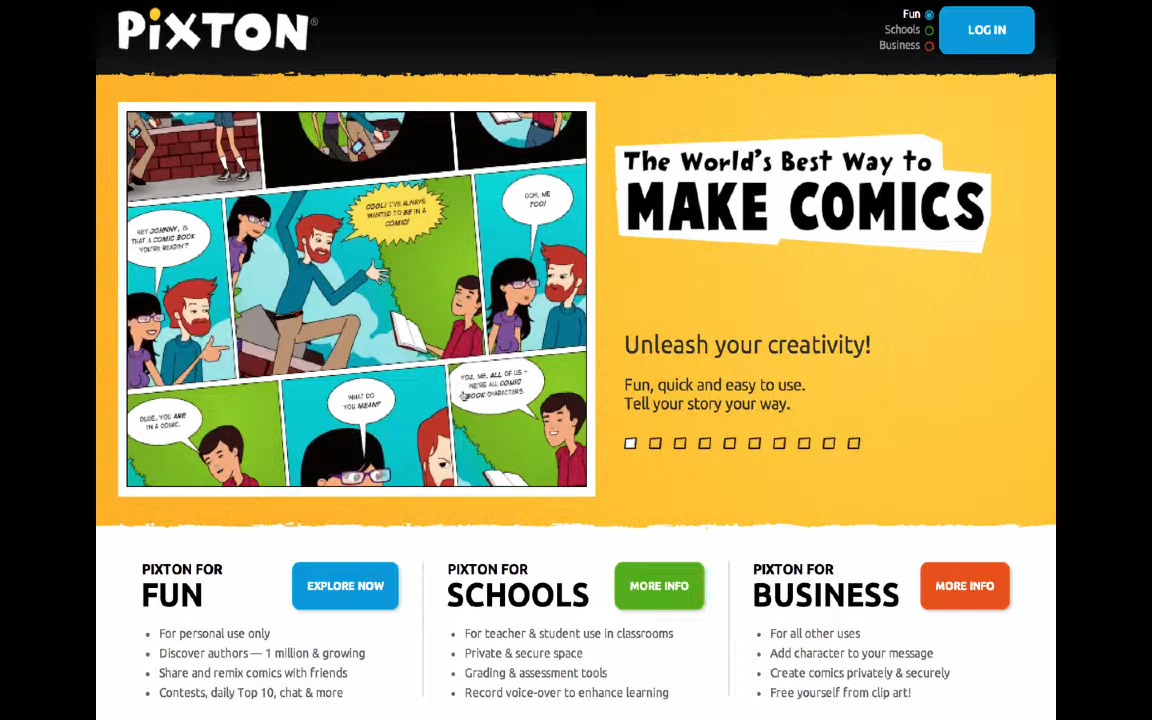 PiXTON®
Fun
Schools
Business
LOG IN
HEY JOHNNY, IS
THAT A COMIC BOOK
YOU'RE READIN'?
COOL! I'VE ALWAYS
WANTED TO BE IN A
COMIC!
OOH, ME
TOO!
DUDE, YOU ARE
IN A COMIC.
WHAT DO
YOU MEAN?
YOU, ME, ALL OF US -
WE'RE ALL COMIC
BOOK CHARACTERS.
The World's Best Way to
MAKE COMICS
Unleash your creativity!
Fun, quick and easy to use.
Tell your story your way.
PIXTON FOR
FUN
EXPLORE NOW
For personal use only
Discover authors — 1 million & growing
Share and remix comics with friends
Contests, daily Top 10, chat & more
PIXTON FOR
SCHOOLS
MORE INFO
For teacher & student use in classrooms
Private & secure space
Grading & assessment tools
Record voice-over to enhance learning
PIXTON FOR
BUSINESS
MORE INFO
For all other uses
Add character to your message
Create comics privately & securely
Free yourself from clip art!